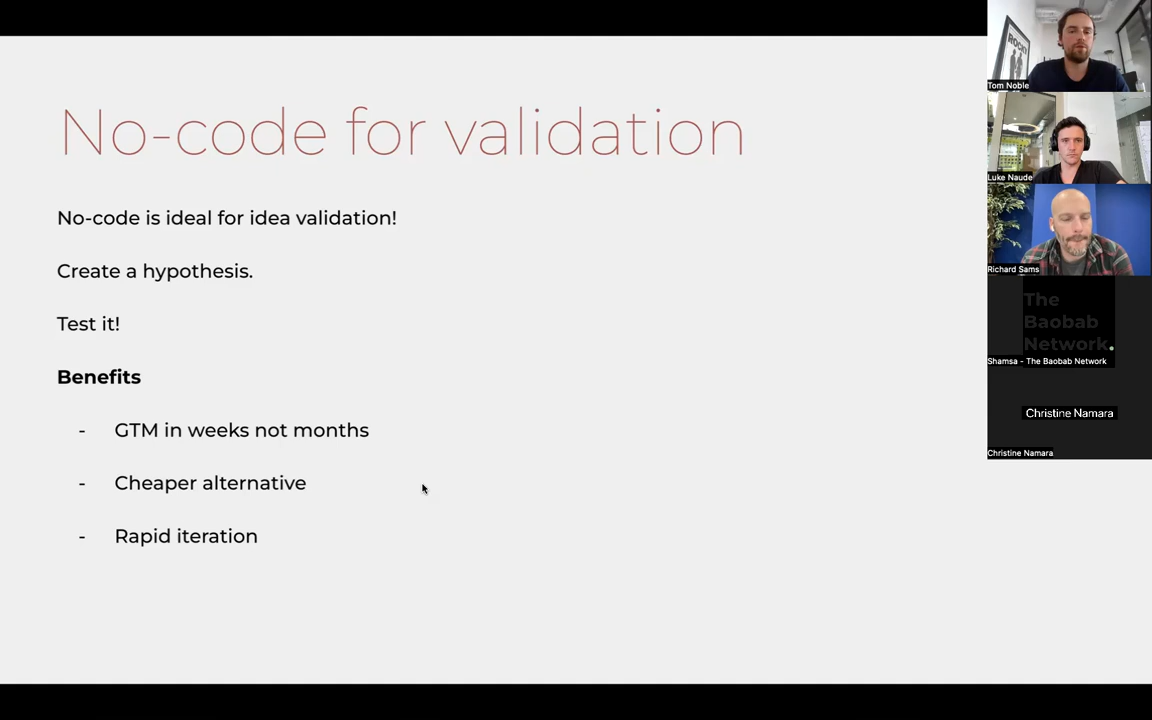 No-code for validation
No-code is ideal for idea validation!
Create a hypothesis.
Test it!
Benefits
- GTM in weeks not months
- Cheaper alternative
- Rapid iteration
ROCKY
Tom Noble
Luke Naude
Richard Sams
The
Baobab
Network.
Shamsa - The Baobab Network
Christine Namara
Christine Namara